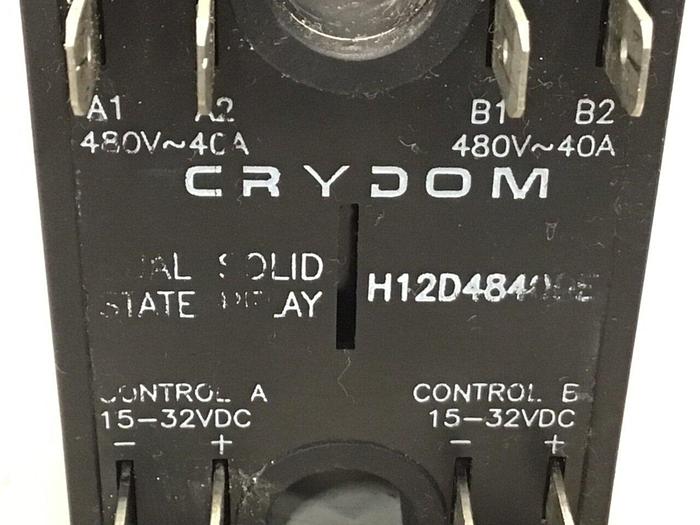 A1 A2 B1 B2
480V~40A 480V~40A
CRYDOM
SOLID
STATE
CONTROL A CONTROL B
15-32VDC 15-32VDC
- + - +